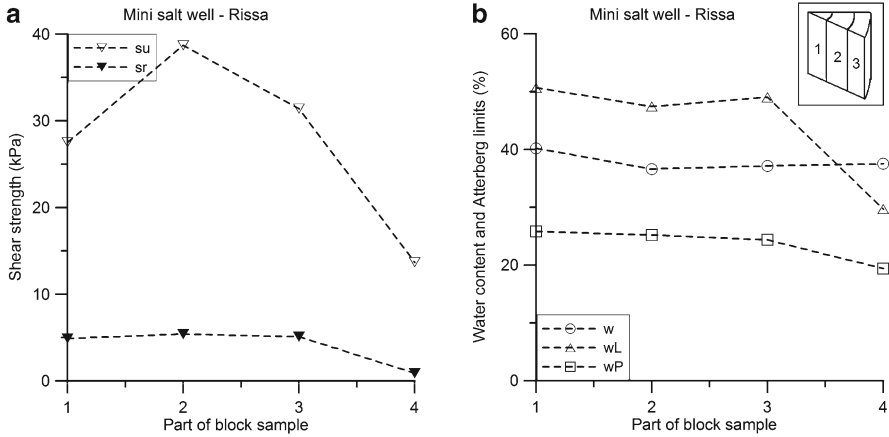 a
Mini salt well - Rissa
40
30
20
10
0
Shear strength (kPa)
su
sr
1 2 3 4
Part of block sample
b
Mini salt well - Rissa
60
40
20
0
Water content and Atterberg limits (%)
1 2 3
w
wL
wP
1 2 3 4
Part of block sample